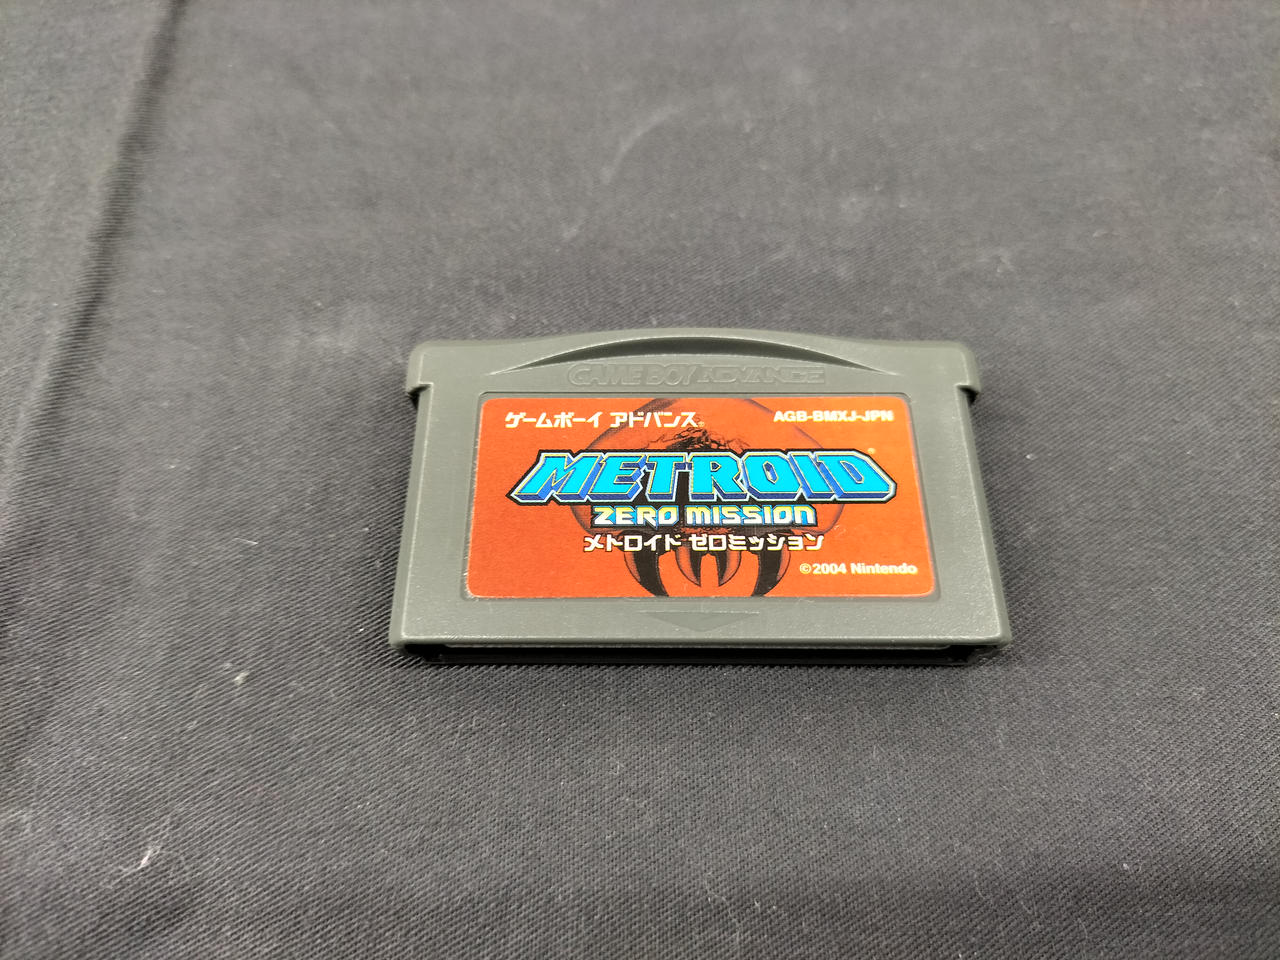 GAME BOY ADVANCE
ゲームボーイ アドバンス®
AGB-BMXJ-JPN
METROID®
ZERO MISSION
メトロイド ゼロミッション
©2004 Nintendo